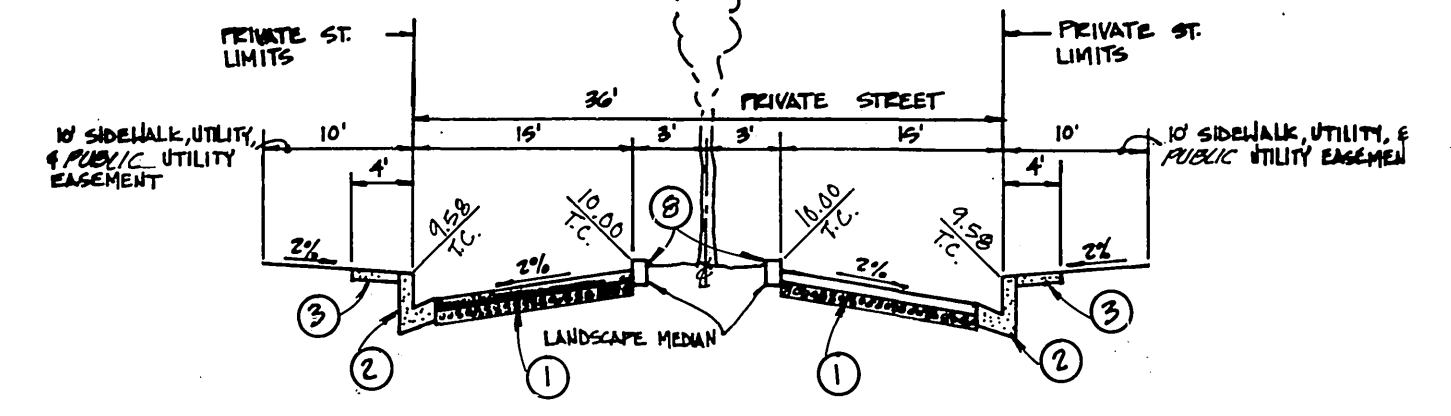 PRIVATE ST.
LIMITS
PRIVATE ST.
LIMITS
36' PRIVATE STREET
10' SIDEWALK, UTILITY,
& PUBLIC UTILITY
EASEMENT
10' 15' 3' 3' 15' 10'
10' SIDEWALK, UTILITY, &
PUBLIC UTILITY EASEMEN
4' 4'
9.58
T.C.
10.00
T.C.
8
10.00
T.C.
9.58
T.C.
2% 2% 2% 2%
℄
3 3
LANDSCAPE MEDIAN
2 1 1 2